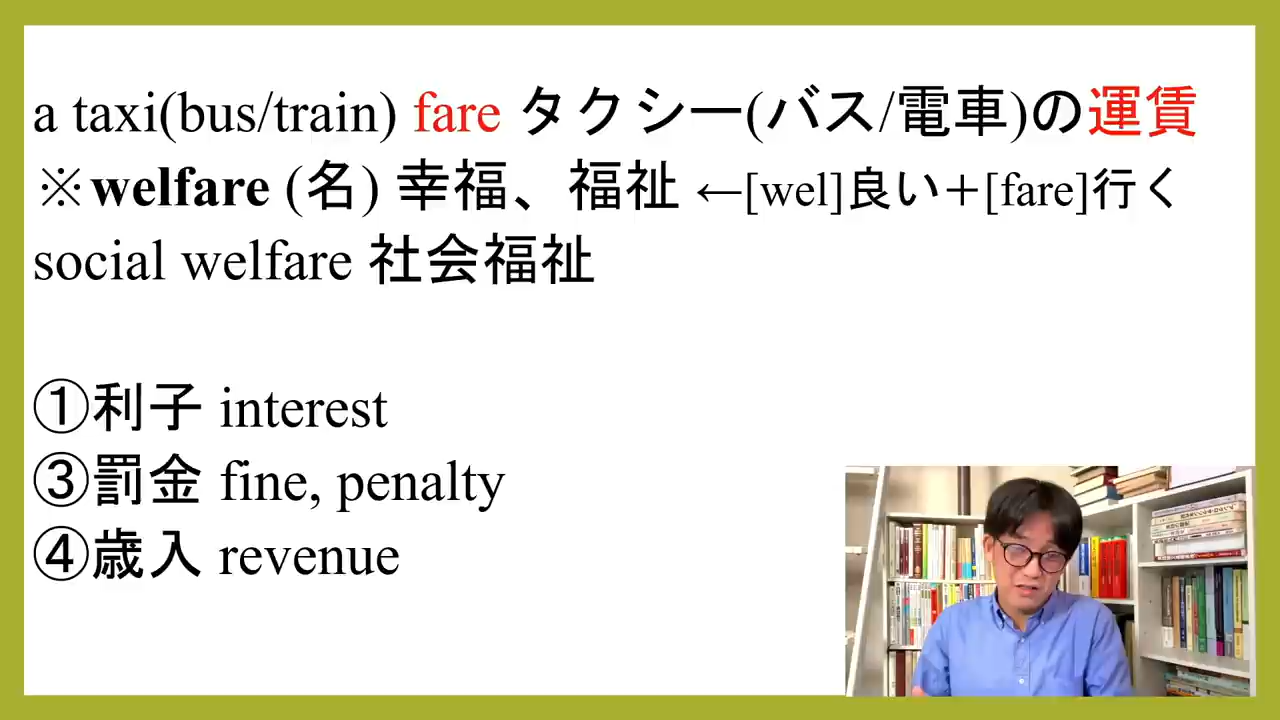 a taxi(bus/train) fare タクシー(バス/電車)の運賃
※welfare (名) 幸福、福祉 ←[wel]良い＋[fare]行く
social welfare 社会福祉
①利子 interest
③罰金 fine, penalty
④歳入 revenue